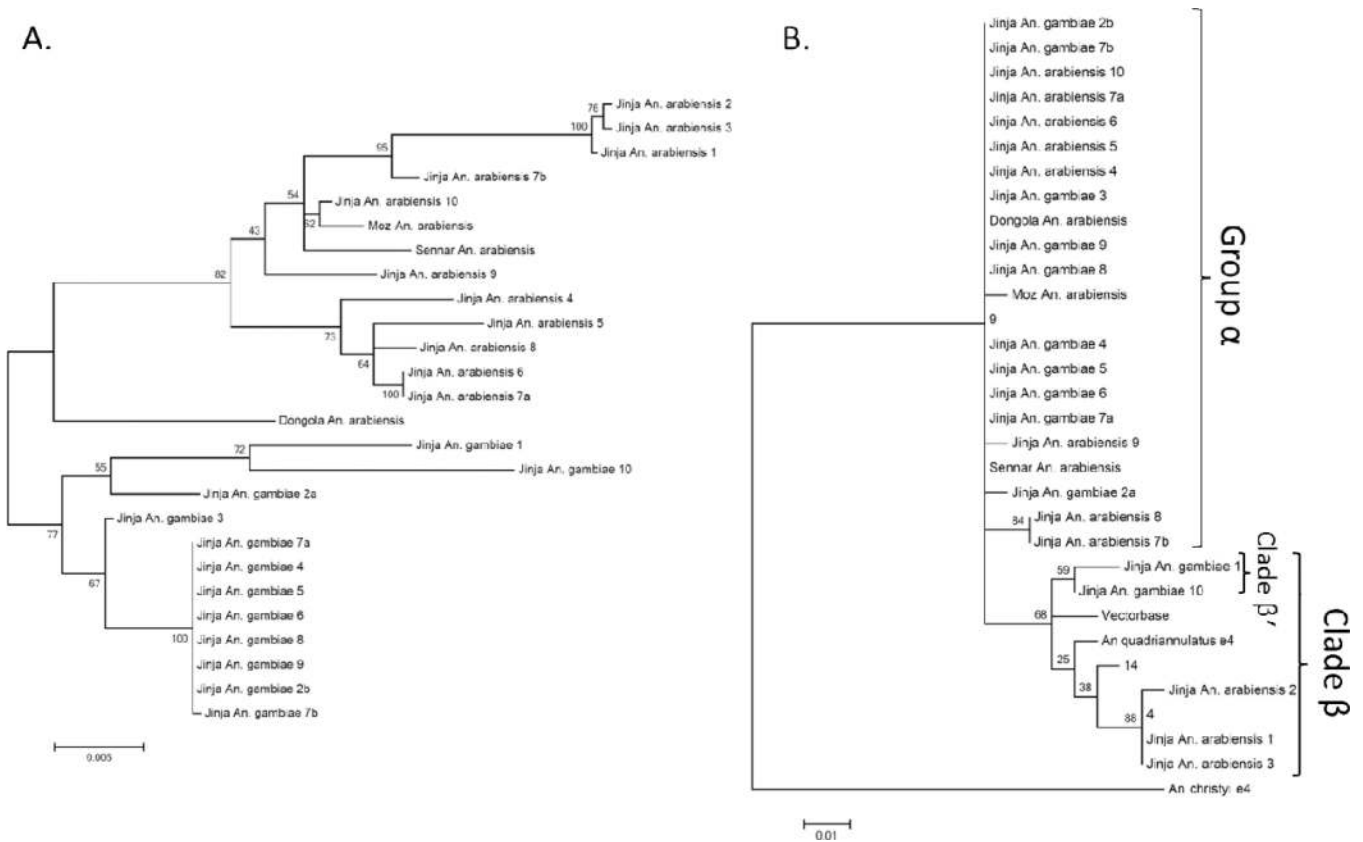 A.
Jinja An. arabiensis 2
76
Jinja An. arabiensis 3
100
Jinja An. arabiensis 1
95
Jinja An. arabiensis 7b
54
Jinja An. arabiensis 10
62
Moz An. arabiensis
43
Sennar An. arabiensis
82
Jinja An. arabiensis 9
Jinja An. arabiensis 4
Jinja An. arabiensis 5
73
Jinja An. arabiensis 8
64
Jinja An. arabiensis 6
100
Jinja An. arabiensis 7a
Dongola An. arabiensis
Jinja An. gambiae 1
72
Jinja An. gambiae 10
55
Jinja An. gambiae 2a
77
Jinja An. gambiae 3
Jinja An. gambiae 7a
Jinja An. gambiae 4
67
Jinja An. gambiae 5
Jinja An. gambiae 6
100
Jinja An. gambiae 8
Jinja An. gambiae 9
Jinja An. gambiae 2b
Jinja An. gambiae 7b
0.005
B.
Jinja An. gambiae 2b
Jinja An. gambiae 7b
Jinja An. arabiensis 10
Jinja An. arabiensis 7a
Jinja An. arabiensis 6
Jinja An. arabiensis 5
Jinja An. arabiensis 4
Jinja An. gambiae 3
Dongola An. arabiensis
Jinja An. gambiae 9
Jinja An. gambiae 8
Moz An. arabiensis
9
Jinja An. gambiae 4
Jinja An. gambiae 5
Jinja An. gambiae 6
Jinja An. gambiae 7a
Jinja An. arabiensis 9
Sennar An. arabiensis
Jinja An. gambiae 2a
84
Jinja An. arabiensis 8
Jinja An. arabiensis 7b
Group α
59
Jinja An. gambiae 1
Jinja An. gambiae 10
Clade β′
68
Vectorbase
An quadriannulatus e4
25
14
38
Jinja An. arabiensis 2
4
88
Jinja An. arabiensis 1
Jinja An. arabiensis 3
Clade β
An christyi e4
0.01